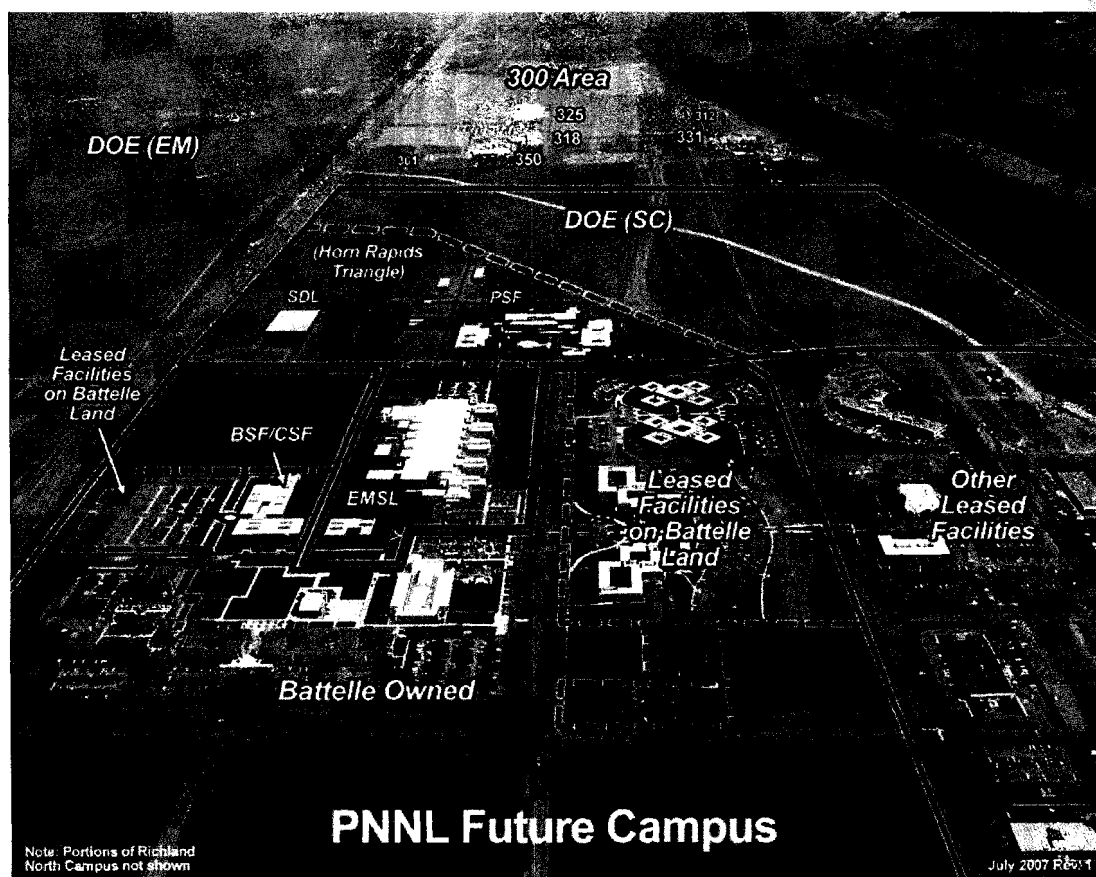 300 Area
325
312
DOE (EM)
318
331
361
350
DOE (SC)
(Horn Rapids
Triangle)
SDL
PSF
Leased
Facilities
on Battelle
Land
BSF/CSF
EMSL
Leased
Facilities
on Battelle
Land
Other
Leased
Facilities
Battelle Owned
PNNL Future Campus
Note: Portions of Richland
North Campus not shown
July 2007